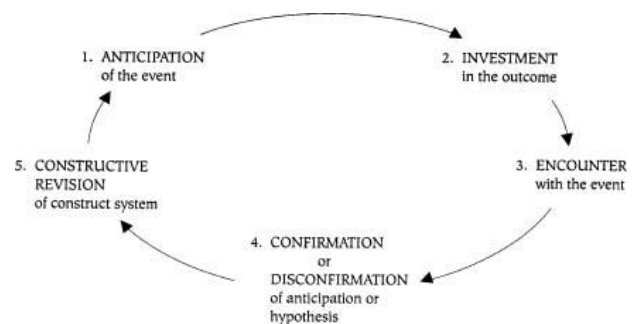 1. ANTICIPATION
of the event
2. INVESTMENT
in the outcome
3. ENCOUNTER
with the event
4. CONFIRMATION
or
DISCONFIRMATION
of anticipation or
hypothesis
5. CONSTRUCTIVE
REVISION
of construct system